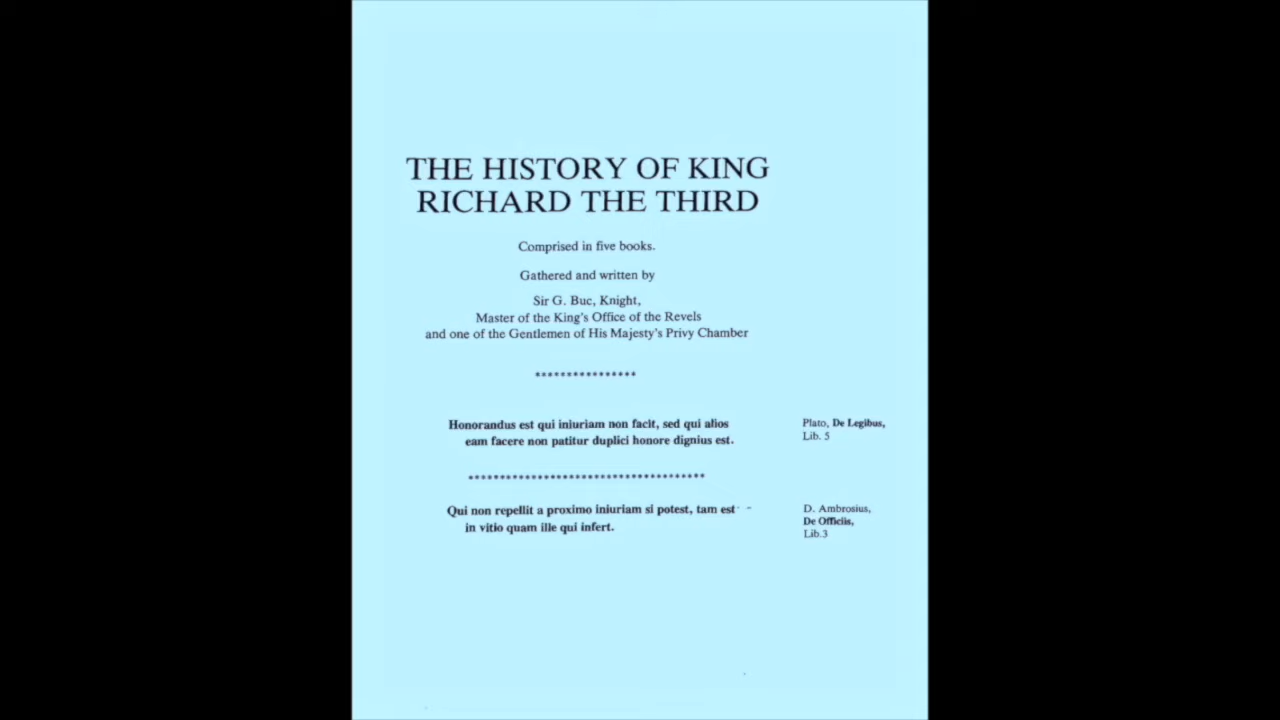 THE HISTORY OF KING
RICHARD THE THIRD
Comprised in five books.
Gathered and written by
Sir G. Buc, Knight,
Master of the King's Office of the Revels
and one of the Gentlemen of His Majesty's Privy Chamber
****************
Honorandus est qui iniuriam non facit, sed qui alios
eam facere non patitur duplici honore dignius est.
Plato, De Legibus,
Lib. 5
**************************************
Qui non repellit a proximo iniuriam si potest, tam est
in vitio quam ille qui infert.
D. Ambrosius,
De Officiis,
Lib.3